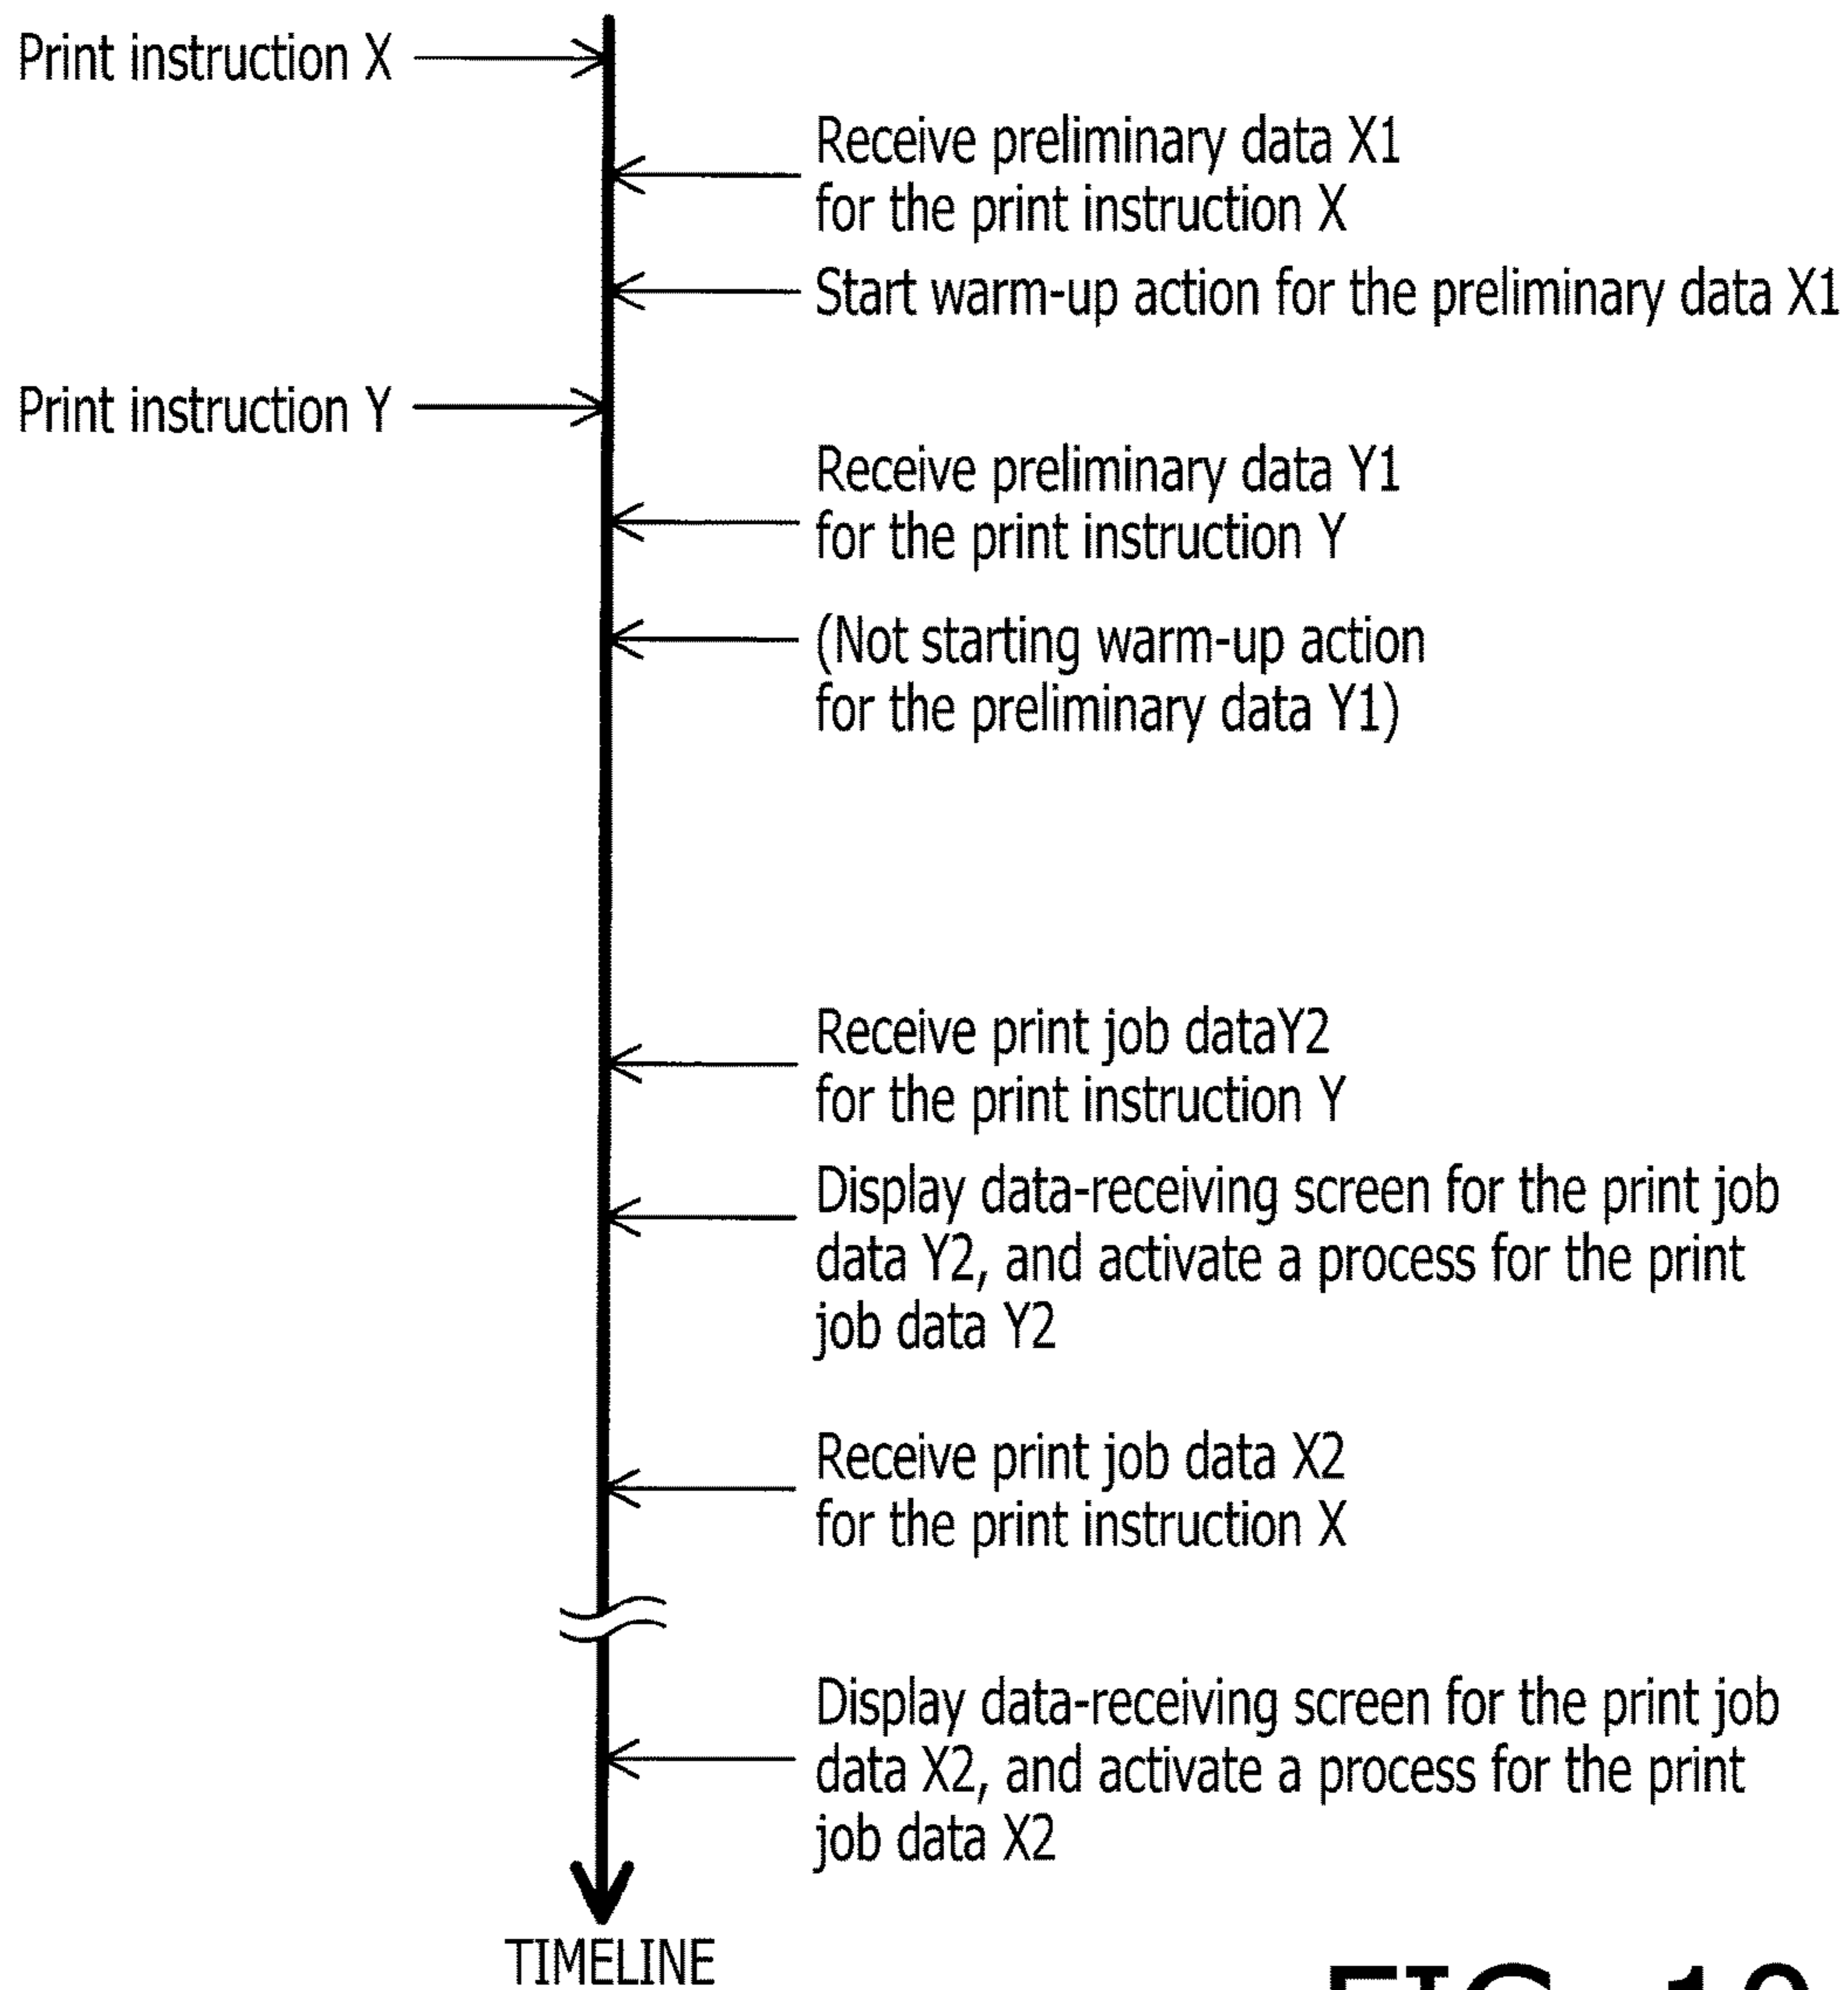 Print instruction X
Receive preliminary data X1
for the print instruction X
Start warm-up action for the preliminary data X1
Print instruction Y
Receive preliminary data Y1
for the print instruction Y
(Not starting warm-up action
for the preliminary data Y1)
Receive print job dataY2
for the print instruction Y
Display data-receiving screen for the print job
data Y2, and activate a process for the print
job data Y2
Receive print job data X2
for the print instruction X
Display data-receiving screen for the print job
data X2, and activate a process for the print
job data X2
TIMELINE